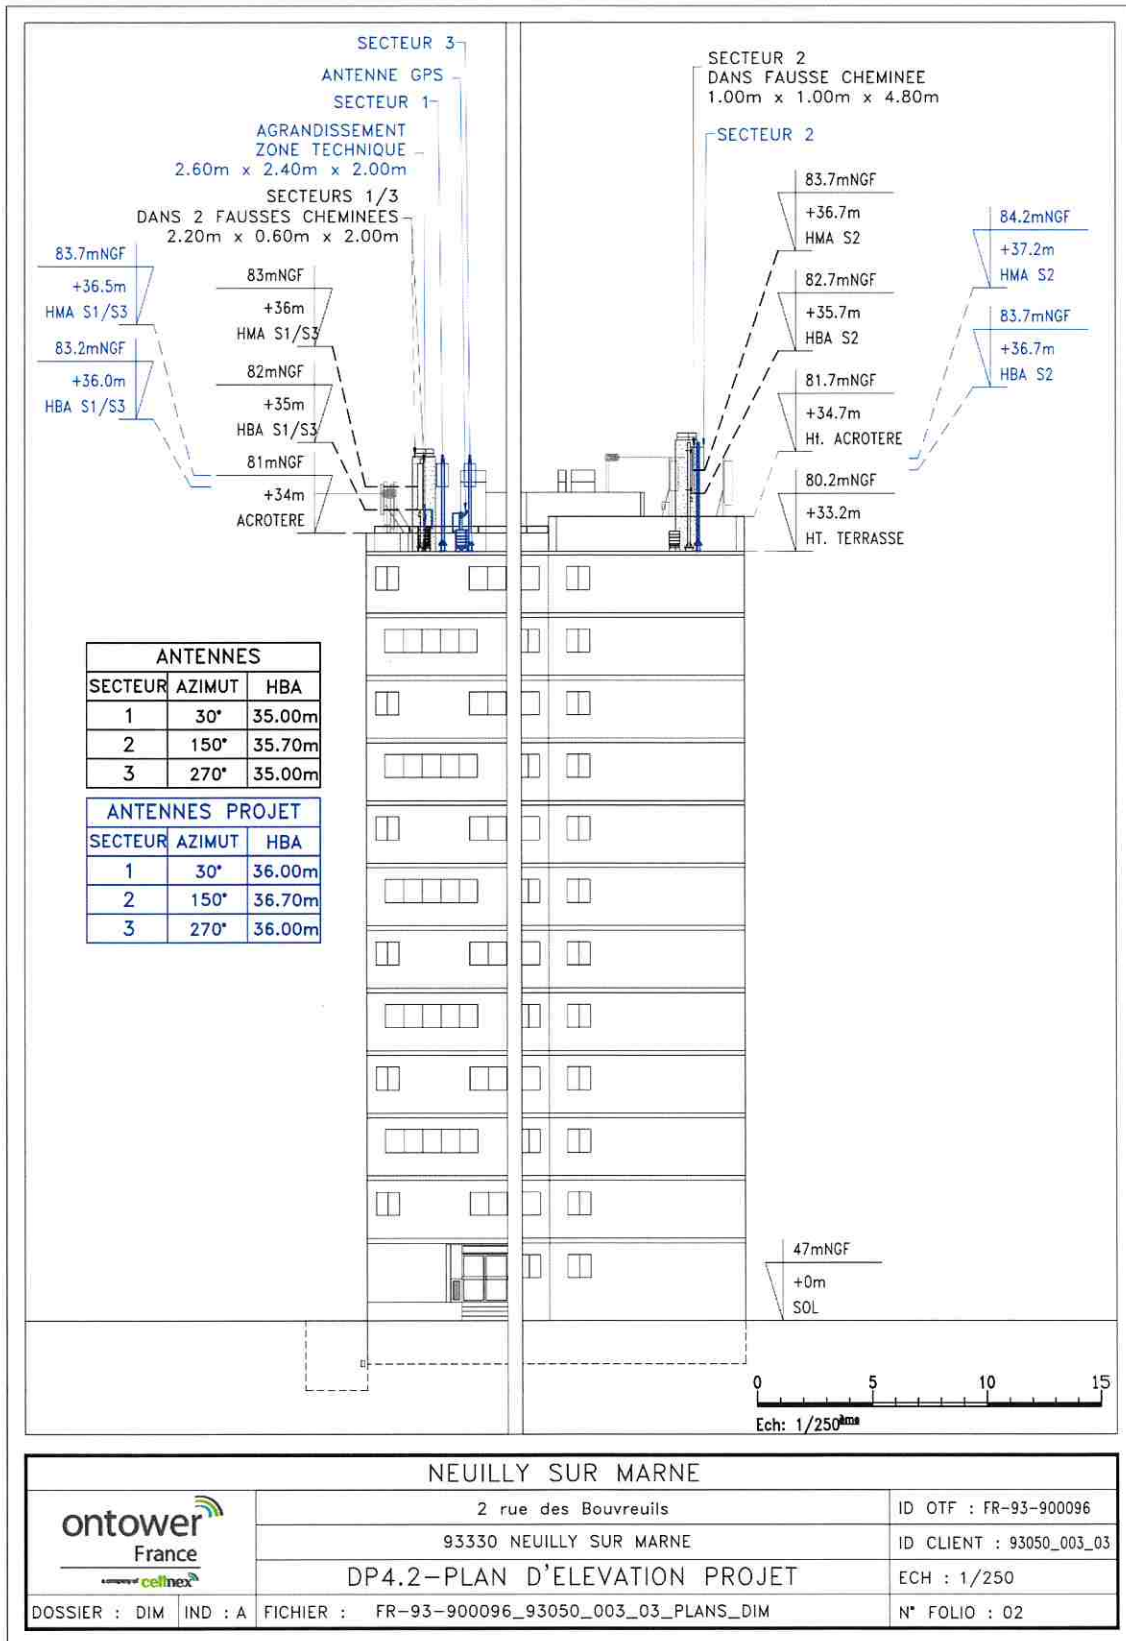 SECTEUR 3
ANTENNE GPS
SECTEUR 1
AGRANDISSEMENT
ZONE TECHNIQUE
2.60m x 2.40m x 2.00m
SECTEURS 1/3
DANS 2 FAUSSES CHEMINEES
2.20m x 0.60m x 2.00m
83.7mNGF
+36.5m
HMA S1/S3
83.2mNGF
+36.0m
HBA S1/S3
83mNGF
+36m
HMA S1/S3
82mNGF
+35m
HBA S1/S3
81mNGF
+34m
ACROTERE
SECTEUR 2
DANS FAUSSE CHEMINEE
1.00m x 1.00m x 4.80m
SECTEUR 2
83.7mNGF
+36.7m
HMA S2
82.7mNGF
+35.7m
HBA S2
81.7mNGF
+34.7m
Ht. ACROTERE
80.2mNGF
+33.2m
HT. TERRASSE
84.2mNGF
+37.2m
HMA S2
83.7mNGF
+36.7m
HBA S2
ANTENNES
SECTEUR AZIMUT HBA
1 30° 35.00m
2 150° 35.70m
3 270° 35.00m
ANTENNES PROJET
SECTEUR AZIMUT HBA
1 30° 36.00m
2 150° 36.70m
3 270° 36.00m
47mNGF
+0m
SOL
0 5 10 15
Ech: 1/250
NEUILLY SUR MARNE
ontower
France
a company of cellnex
2 rue des Bouvreuils
93330 NEUILLY SUR MARNE
DP4.2-PLAN D'ELEVATION PROJET
ID OTF : FR-93-900096
ID CLIENT : 93050_003_03
ECH : 1/250
DOSSIER : DIM IND : A FICHIER : FR-93-900096_93050_003_03_PLANS_DIM N° FOLIO : 02